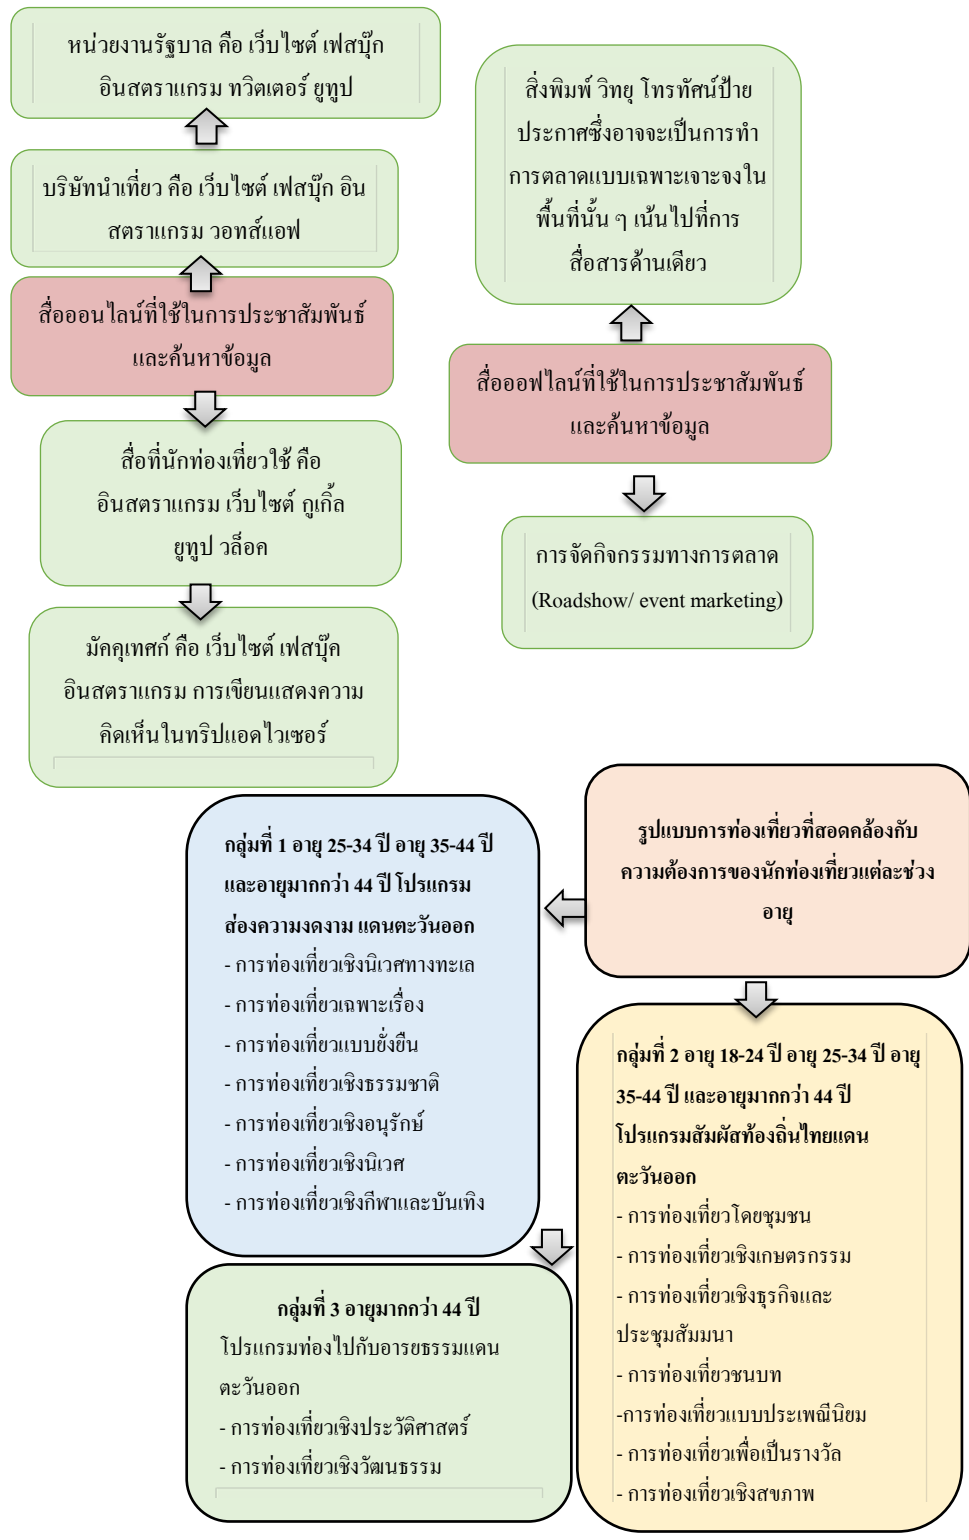 หน่วยงานรัฐบาล คือ เว็บไซต์ เฟสบุ๊ก
อินสตราแกรม ทวิตเตอร์ ยูทูป
บริษัทนำเที่ยว คือ เว็บไซต์ เฟสบุ๊ก อิน
สตราแกรม วอทส์แอฟ
สื่อออนไลน์ที่ใช้ในการประชาสัมพันธ์
และค้นหาข้อมูล
สื่อที่นักท่องเที่ยวใช้ คือ
อินสตราแกรม เว็บไซต์ กูเกิ้ล
ยูทูป วล็อค
มัคคุเทศก์ คือ เว็บไซต์ เฟสบุ๊ค
อินสตราแกรม การเขียนแสดงความ
คิดเห็นในทริปแอดไวเซอร์
สิ่งพิมพ์ วิทยุ โทรทัศน์ป้าย
ประกาศซึ่งอาจจะเป็นการทำ
การตลาดแบบเฉพาะเจาะจงใน
พื้นที่นั้น ๆ เน้นไปที่การ
สื่อสารด้านเดียว
สื่อออฟไลน์ที่ใช้ในการประชาสัมพันธ์
และค้นหาข้อมูล
การจัดกิจกรรมทางการตลาด
(Roadshow/ event marketing)
รูปแบบการท่องเที่ยวที่สอดคล้องกับ
ความต้องการของนักท่องเที่ยวแต่ละช่วง
อายุ
กลุ่มที่ 1 อายุ 25-34 ปี อายุ 35-44 ปี
และอายุมากกว่า 44 ปี โปรแกรม
ส่องความงดงาม แดนตะวันออก
- การท่องเที่ยวเชิงนิเวศทางทะเล
- การท่องเที่ยวเฉพาะเรื่อง
- การท่องเที่ยวแบบยั่งยืน
- การท่องเที่ยวเชิงธรรมชาติ
- การท่องเที่ยวเชิงอนุรักษ์
- การท่องเที่ยวเชิงนิเวศ
- การท่องเที่ยวเชิงกีฬาและบันเทิง
กลุ่มที่ 2 อายุ 18-24 ปี อายุ 25-34 ปี อายุ
35-44 ปี และอายุมากกว่า 44 ปี
โปรแกรมสัมผัสท้องถิ่นไทยแดน
ตะวันออก
- การท่องเที่ยวโดยชุมชน
- การท่องเที่ยวเชิงเกษตรกรรม
- การท่องเที่ยวเชิงธุรกิจและ
ประชุมสัมมนา
- การท่องเที่ยวชนบท
-การท่องเที่ยวแบบประเพณีนิยม
- การท่องเที่ยวเพื่อเป็นรางวัล
- การท่องเที่ยวเชิงสขภาพ
กลุ่มที่ 3 อายุมากกว่า 44 ปี
โปรแกรมท่องไปกับอารยธรรมแดน
ตะวันออก
- การท่องเที่ยวเชิงประวัติศาสตร์
- การท่องเที่ยวเชิงวัฒนธรรม